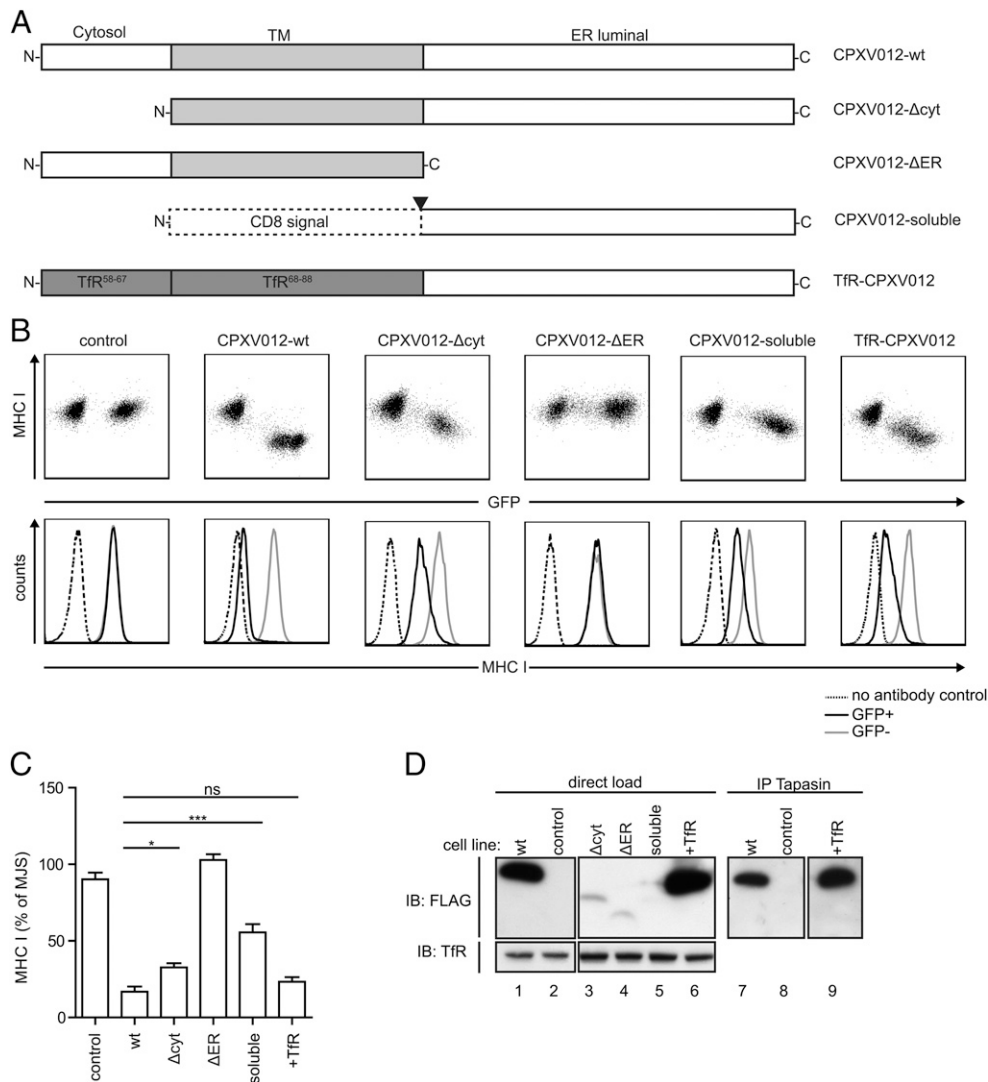 A
Cytosol TM ER luminal
N- -C CPXV012-wt
N- -C CPXV012-Δcyt
N- -C CPXV012-ΔER
N- CD8 signal -C CPXV012-soluble
N- TfR58-67 TfR68-88 -C TfR-CPXV012
B
control CPXV012-wt CPXV012-Δcyt CPXV012-ΔER CPXV012-soluble TfR-CPXV012
MHC I
GFP
counts
MHC I
no antibody control
GFP+
GFP-
C
MHC I (% of MJS)
150
100
50
0
ns
***
*
control wt Δcyt ΔER soluble +TfR
D
direct load IP Tapasin
cell line: wt control Δcyt ΔER soluble +TfR wt control +TfR
IB: FLAG
IB: TfR
1 2 3 4 5 6 7 8 9